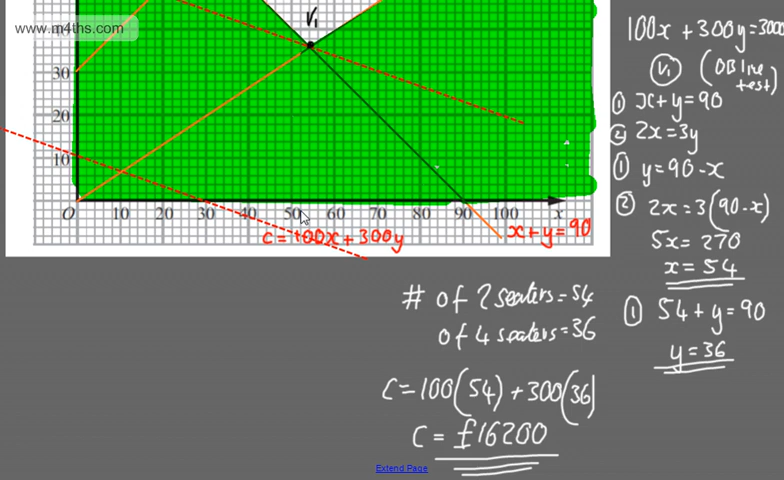 www.m4ths.com
V1
30
20
10
O 10 20 30 40 50 60 70 80 90 100 x
C=100x+300y
x+y=90
# of 2 seaters=54
of 4 seaters=36
C=100(54)+300(36)
C=£16200
Extend Page
100x+300y=3000
V1 (OB line test)
① x+y=90
② 2x=3y
① y=90-x
② 2x=3(90-x)
5x=270
x=54
① 54+y=90
y=36